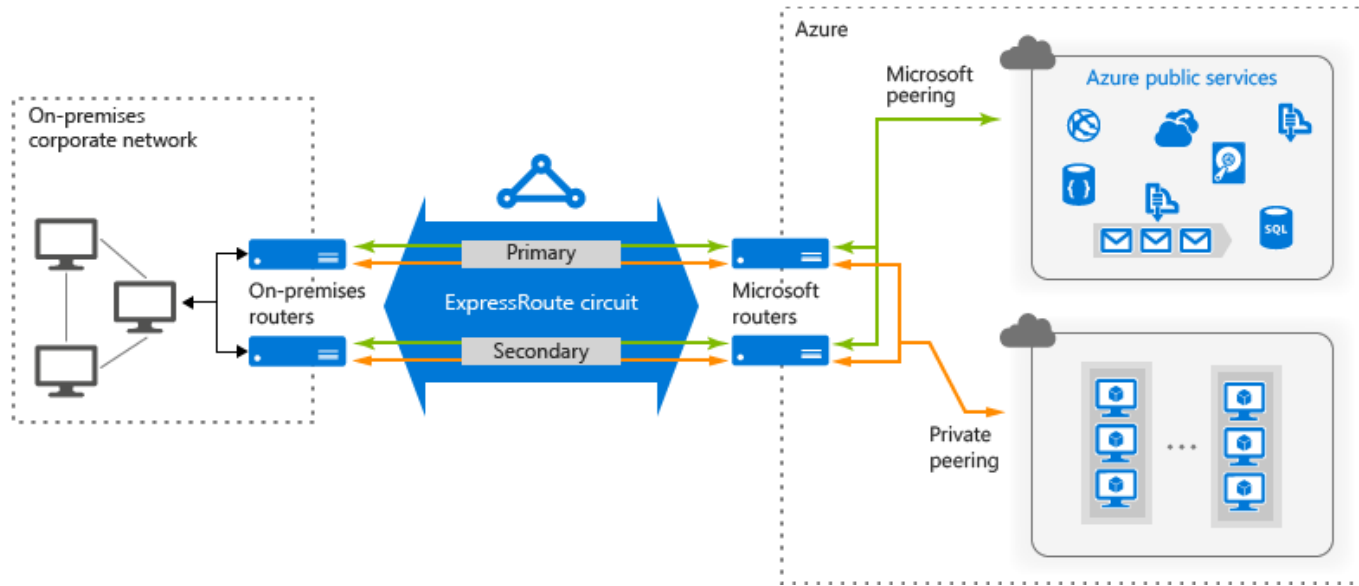 On-premises
corporate network
On-premises
routers
Primary
ExpressRoute circuit
Secondary
Microsoft
routers
Azure
Microsoft
peering
Azure public services
{ }
SQL
Private
peering
...